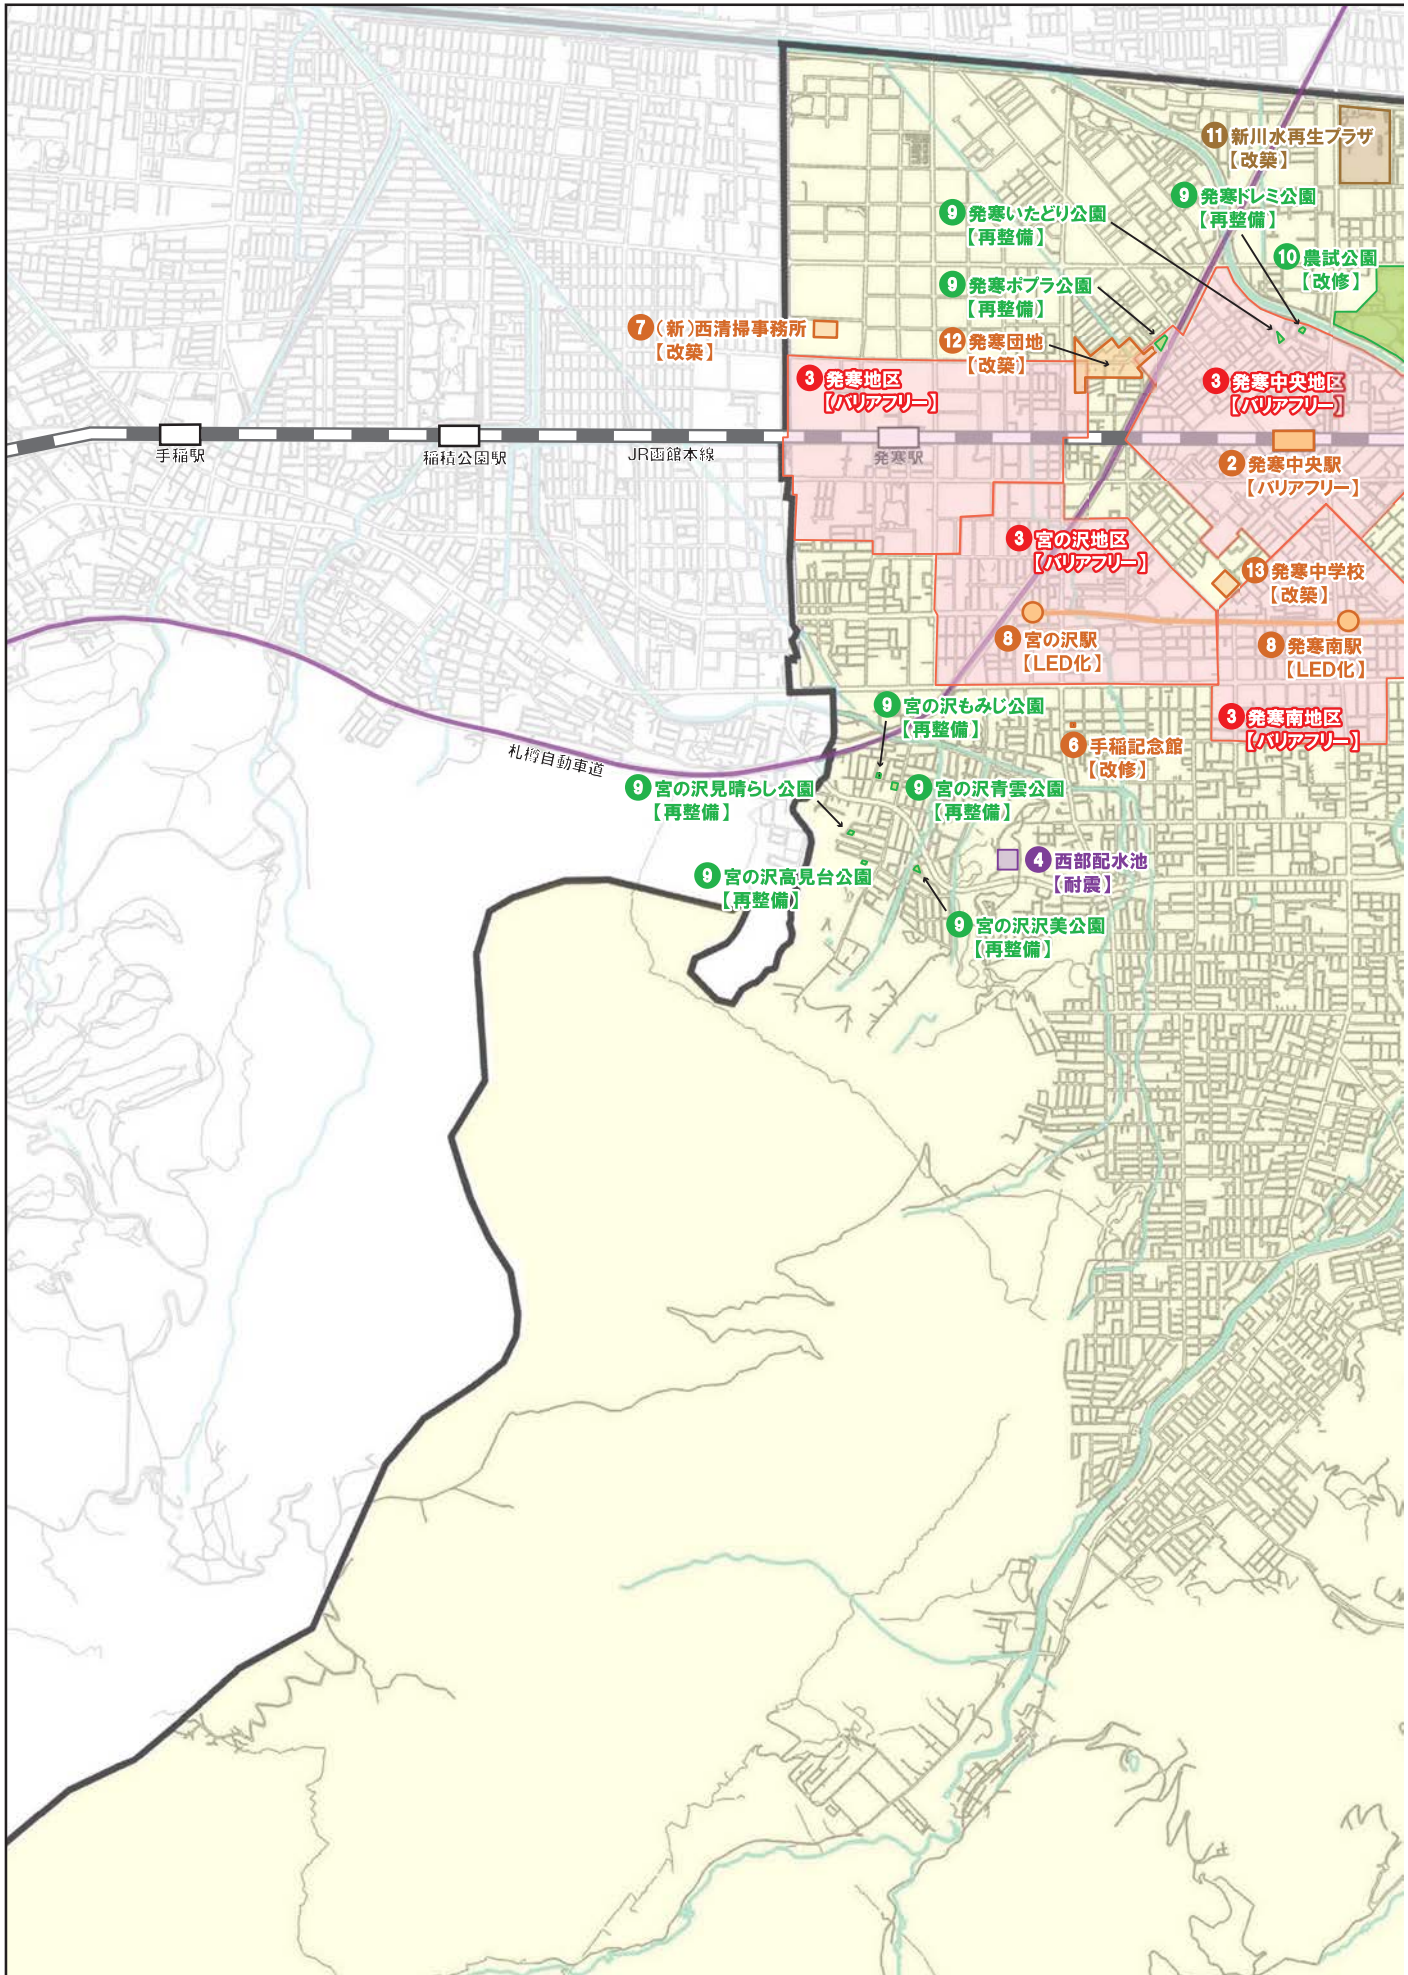 ⑪ 新川水再生プラザ
【改築】
⑨ 発寒ドレミ公園
【再整備】
⑨ 発寒いたどり公園
【再整備】
⑩ 農試公園
【改修】
⑨ 発寒ポプラ公園
【再整備】
⑦ （新）西清掃事務所
【改築】
⑫ 発寒団地
【改築】
③ 発寒地区
【バリアフリー】
③ 発寒中央地区
【バリアフリー】
手稲駅
稲積公園駅
JR函館本線
発寒駅
② 発寒中央駅
【バリアフリー】
③ 宮の沢地区
【バリアフリー】
⑬ 発寒中学校
【改築】
⑧ 宮の沢駅
【LED化】
⑧ 発寒南駅
【LED化】
⑨ 宮の沢もみじ公園
【再整備】
③ 発寒南地区
【バリアフリー】
⑥ 手稲記念館
【改修】
札樽自動車道
⑨ 宮の沢見晴らし公園
【再整備】
⑨ 宮の沢青雲公園
【再整備】
④ 西部配水池
【耐震】
⑨ 宮の沢高見台公園
【再整備】
⑨ 宮の沢沢美公園
【再整備】